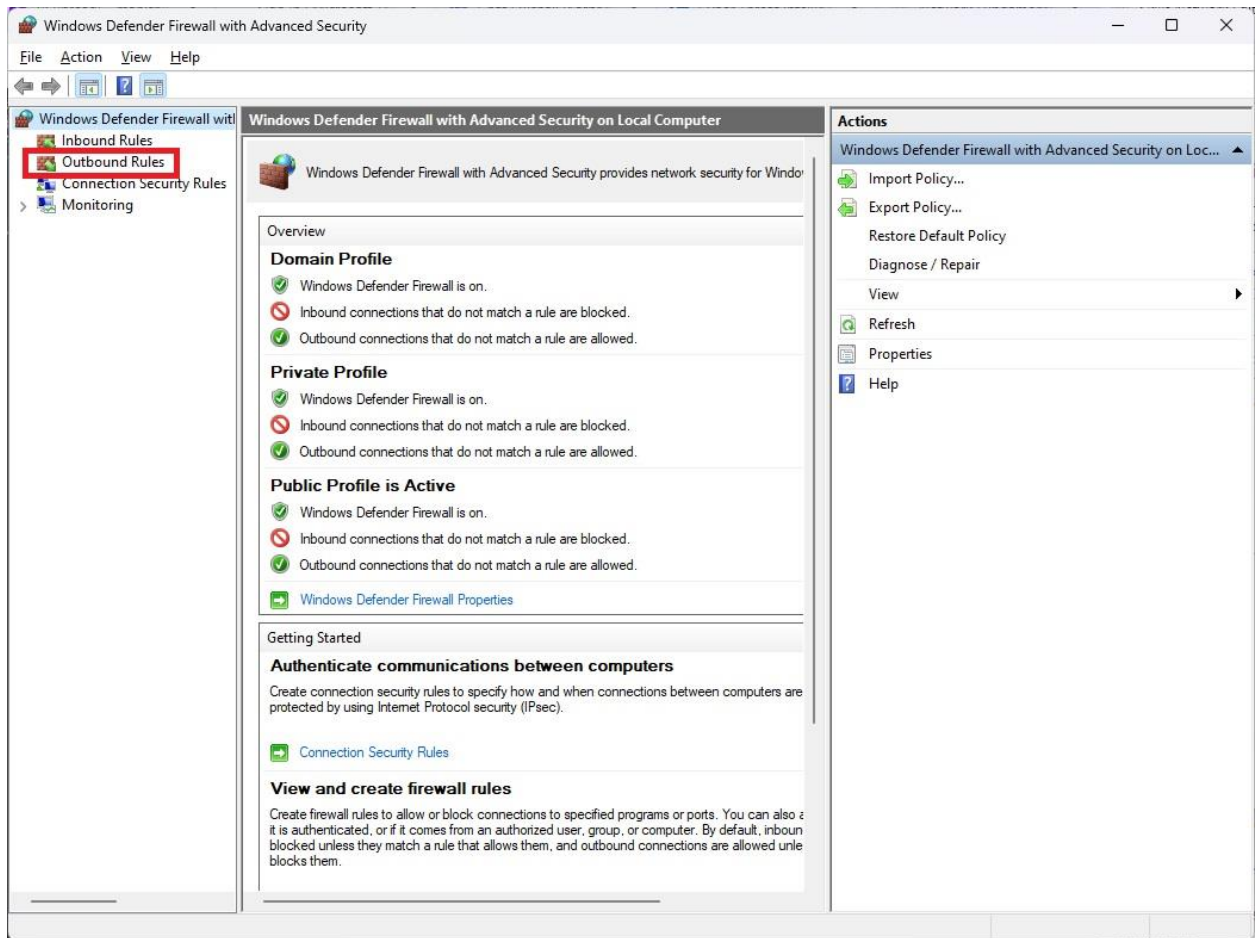 Windows Defender Firewall with Advanced Security
File Action View Help
Windows Defender Firewall witl
Inbound Rules
Outbound Rules
Connection Security Rules
Monitoring
Windows Defender Firewall with Advanced Security on Local Computer
Windows Defender Firewall with Advanced Security provides network security for Window
Overview
Domain Profile
Windows Defender Firewall is on.
Inbound connections that do not match a rule are blocked.
Outbound connections that do not match a rule are allowed.
Private Profile
Windows Defender Firewall is on.
Inbound connections that do not match a rule are blocked.
Outbound connections that do not match a rule are allowed.
Public Profile is Active
Windows Defender Firewall is on.
Inbound connections that do not match a rule are blocked.
Outbound connections that do not match a rule are allowed.
Windows Defender Firewall Properties
Getting Started
Authenticate communications between computers
Create connection security rules to specify how and when connections between computers are
protected by using Internet Protocol security (IPsec).
Connection Security Rules
View and create firewall rules
Create firewall rules to allow or block connections to specified programs or ports. You can also a
it is authenticated, or if it comes from an authorized user, group, or computer. By default, inboun
blocked unless they match a rule that allows them, and outbound connections are allowed unle
blocks them.
Actions
Windows Defender Firewall with Advanced Security on Loc...
Import Policy...
Export Policy...
Restore Default Policy
Diagnose / Repair
View
Refresh
Properties
Help